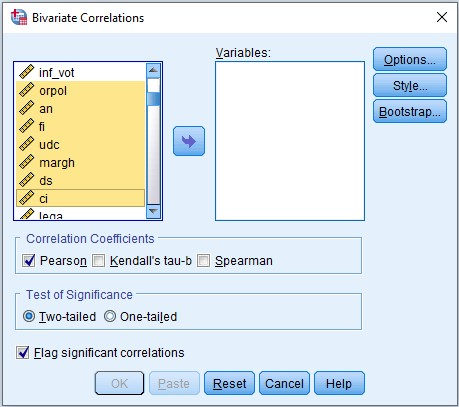 Bivariate Correlations
Variables:
inf_vot
orpol
an
fi
udc
margh
ds
ci
lega
Options...
Style...
Bootstrap...
Correlation Coefficients
Pearson Kendall's tau-b Spearman
Test of Significance
Two-tailed One-tailed
Flag significant correlations
OK Paste Reset Cancel Help